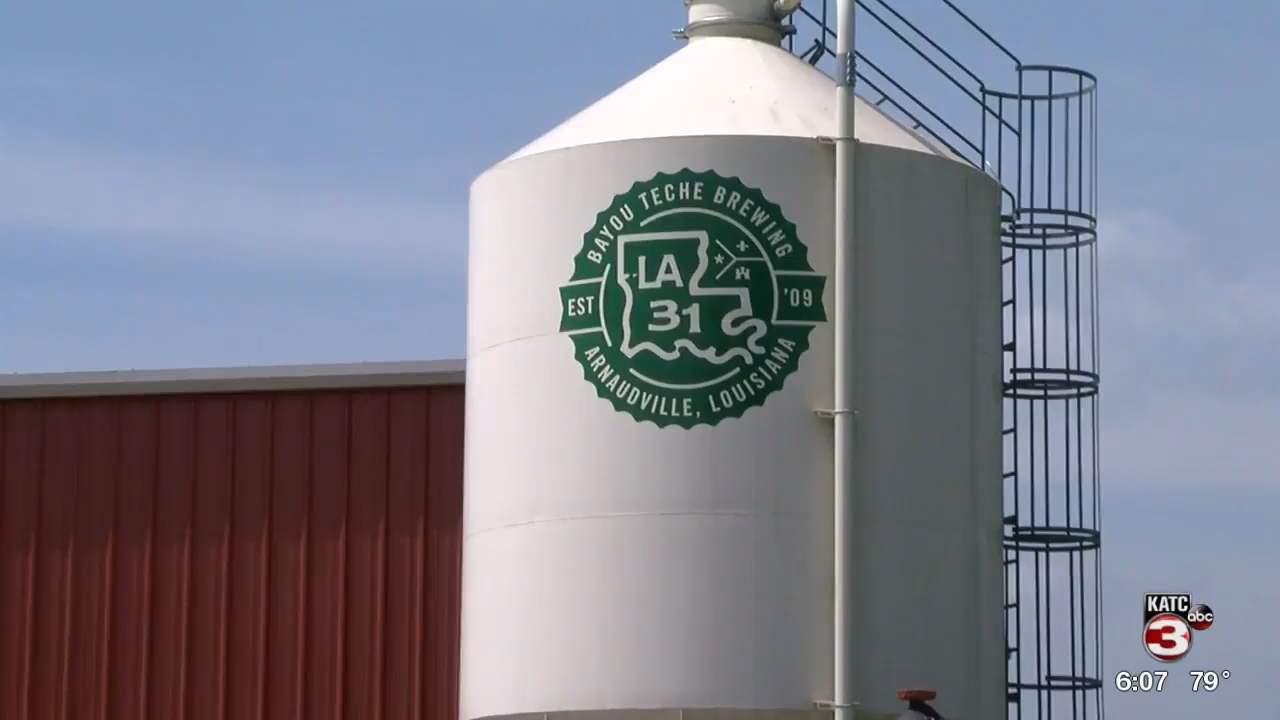 BAYOU TECHE BREWING
LA
31
EST '09
ARNAUDVILLE, LOUISIANA
KATC
abc
3
6:07 79°